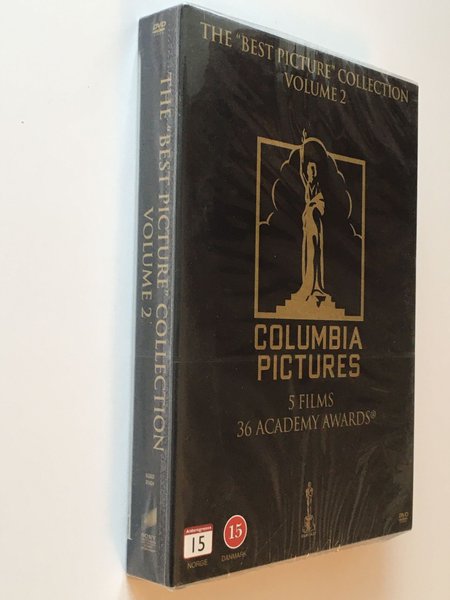 THE "BEST PICTURE" COLLECTION
VOLUME 2
COLUMBIA
PICTURES
5 FILMS
36 ACADEMY AWARDS®
15
NORGE
15
DANMARK
DVD
DVD
THE "BEST PICTURE" COLLECTION
VOLUME 2